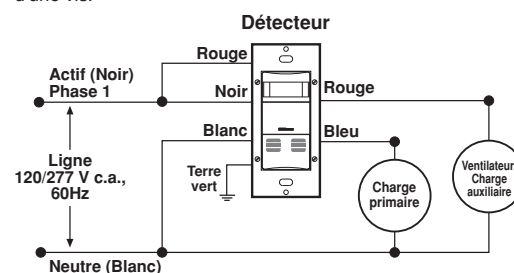 d'une vis.
Détecteur
Rouge
Actif (Noir)
Phase 1
Noir
Rouge
Blanc
Bleu
Ligne
120/277 V c.a.,
60Hz
Terre
vert
Charge
primaire
Ventilateur
Charge
auxiliaire
Neutre (Blanc)